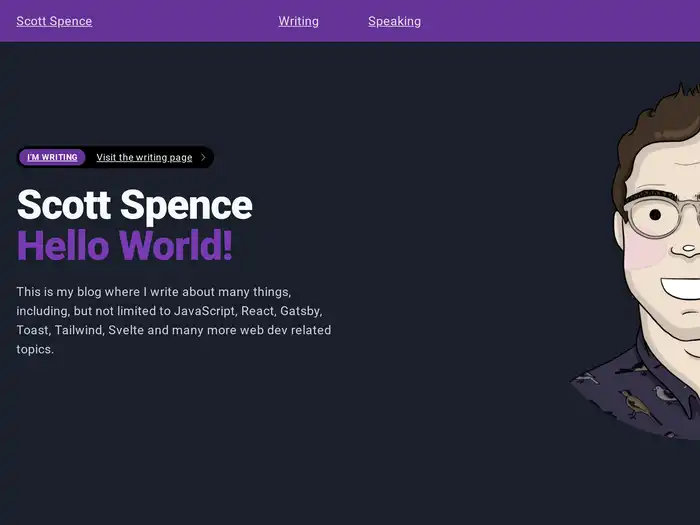 Scott Spence
Writing
Speaking
I'M WRITING
Visit the writing page
Scott Spence
Hello World!
This is my blog where I write about many things,
including, but not limited to JavaScript, React, Gatsby,
Toast, Tailwind, Svelte and many more web dev related
topics.